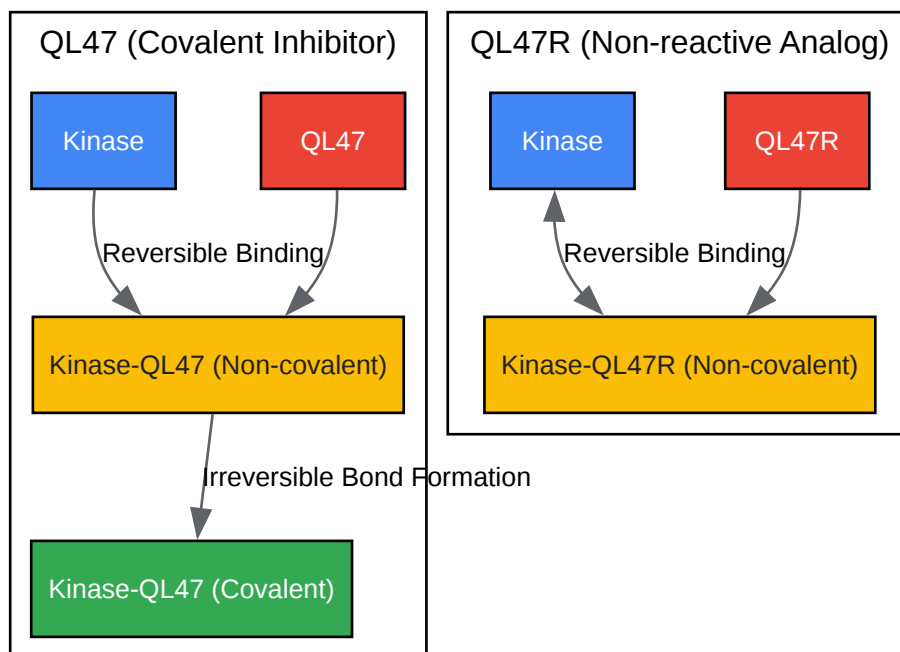 QL47 (Covalent Inhibitor)
Kinase
QL47
Reversible Binding
Kinase-QL47 (Non-covalent)
Irreversible Bond Formation
Kinase-QL47 (Covalent)
QL47R (Non-reactive Analog)
Kinase
QL47R
Reversible Binding
Kinase-QL47R (Non-covalent)